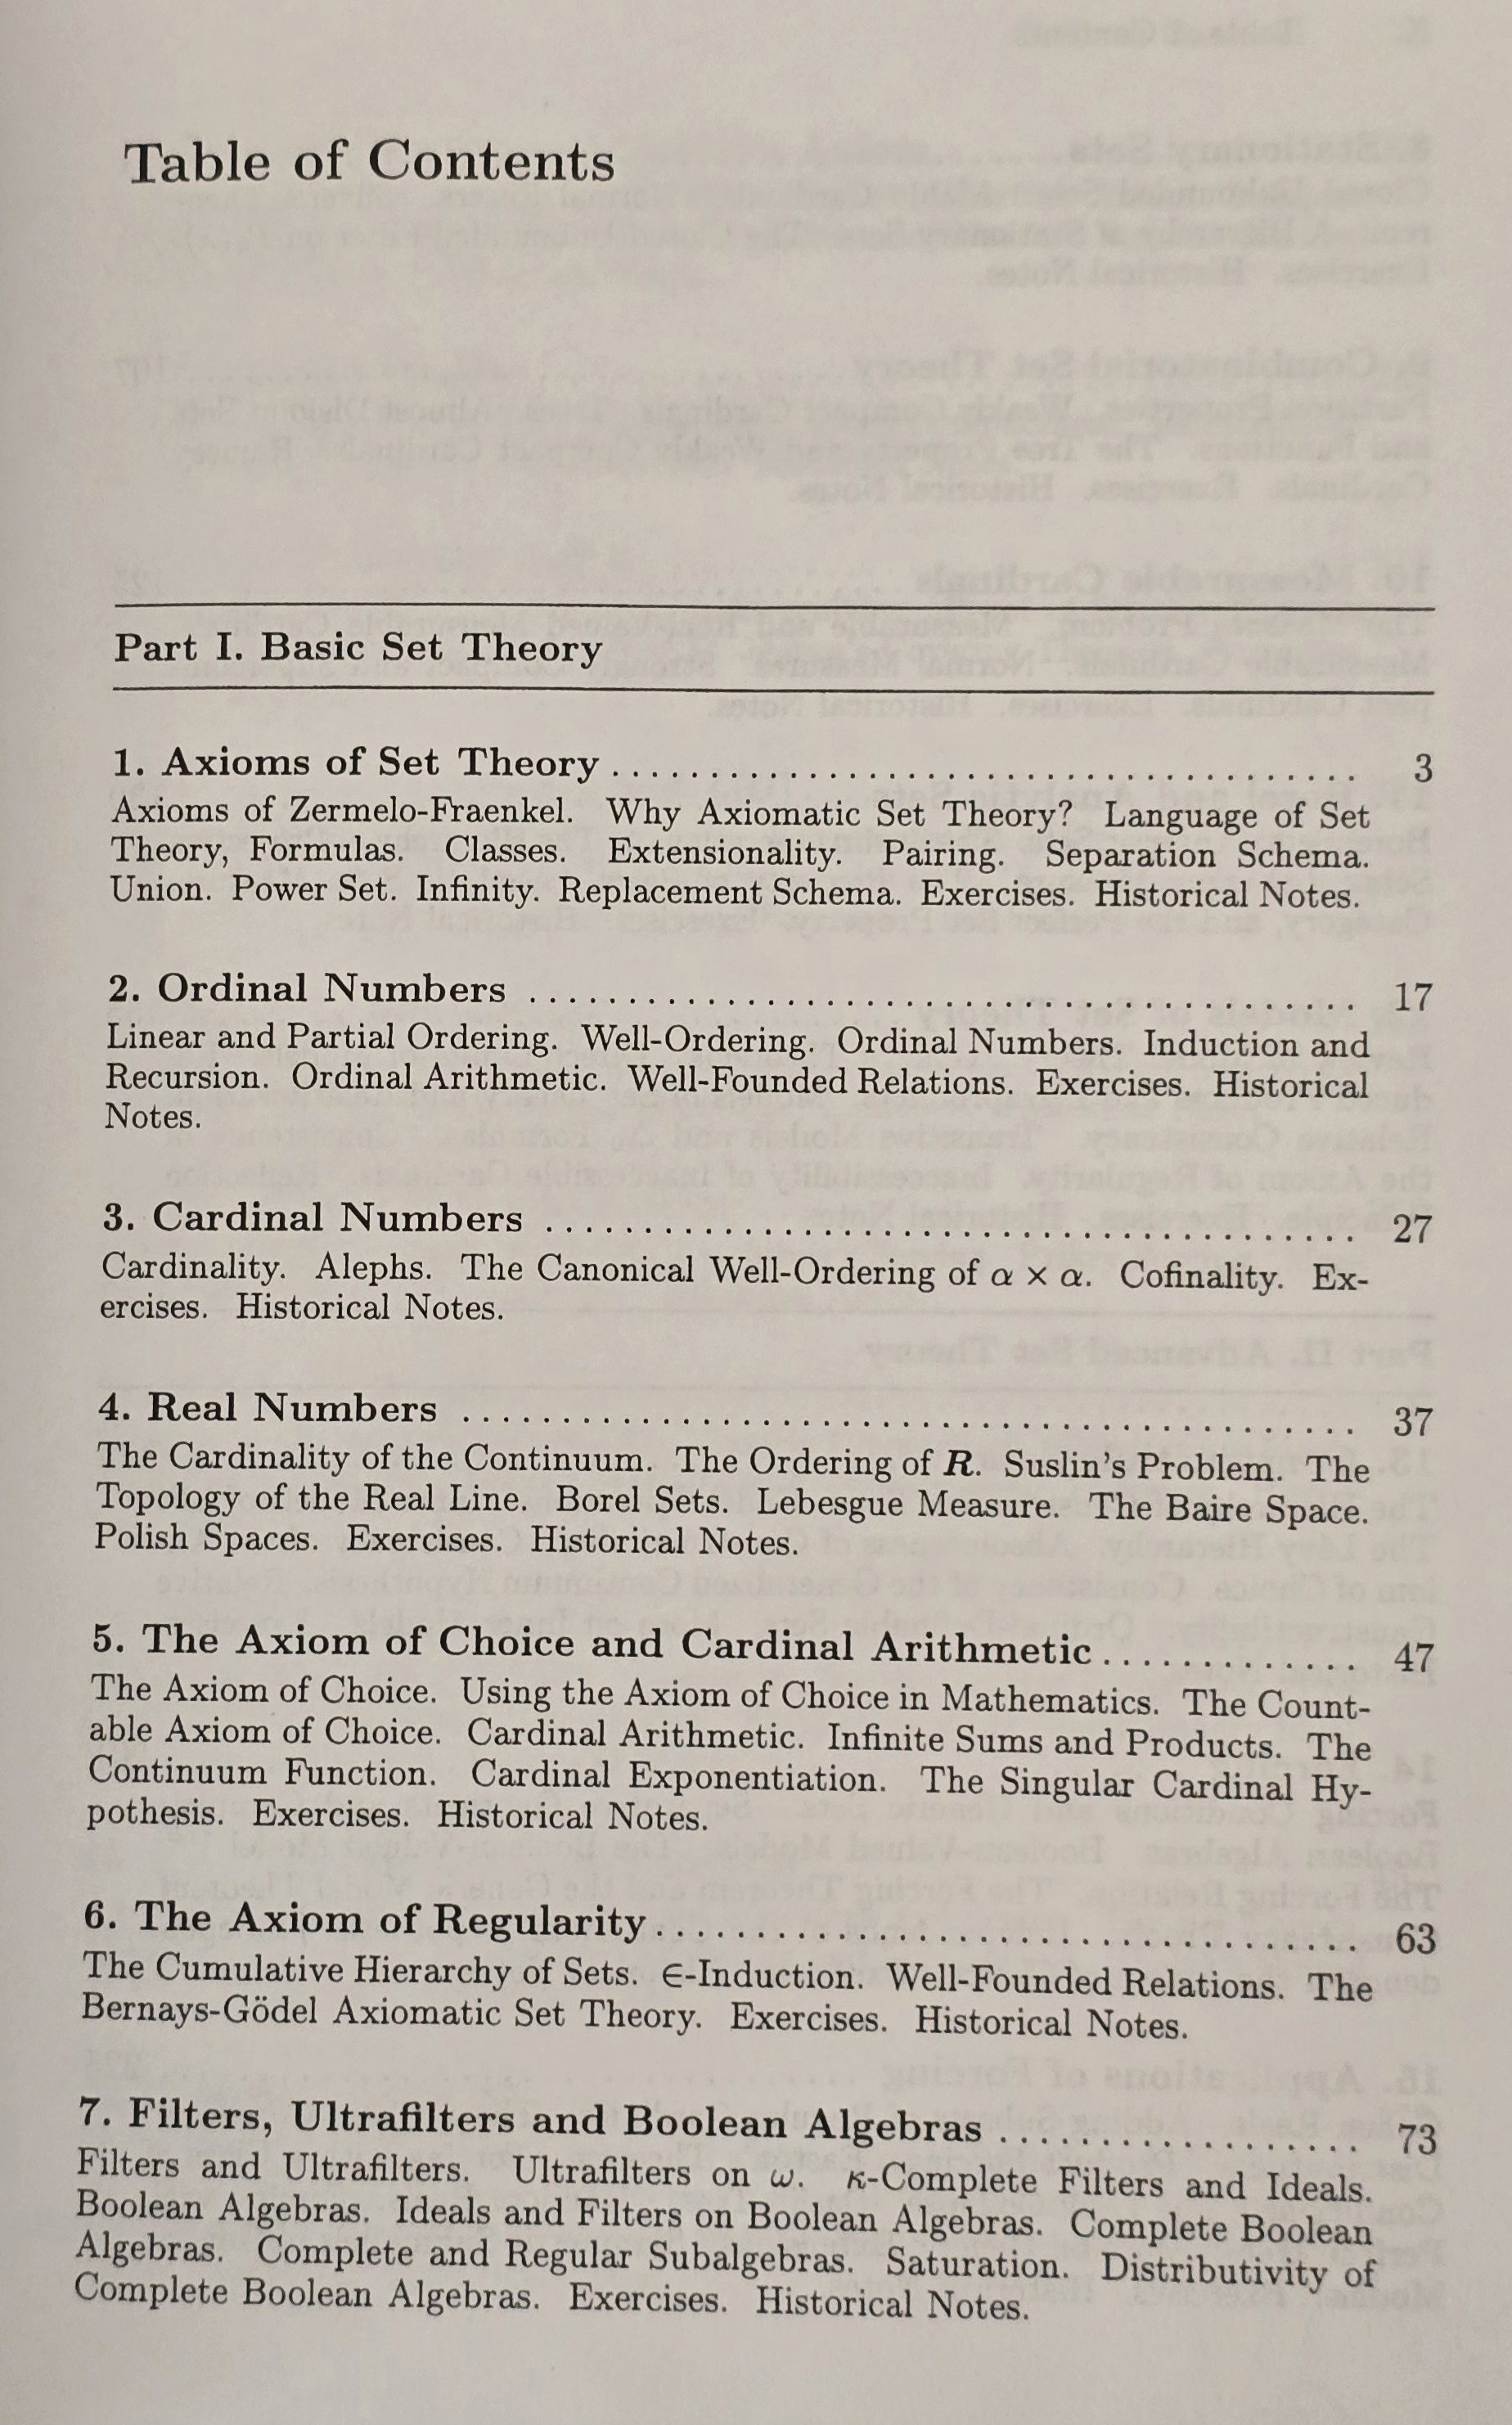 Table of Contents
Part I. Basic Set Theory
1. Axioms of Set Theory ..................................... 3
Axioms of Zermelo-Fraenkel. Why Axiomatic Set Theory? Language of Set
Theory, Formulas. Classes. Extensionality. Pairing. Separation Schema.
Union. Power Set. Infinity. Replacement Schema. Exercises. Historical Notes.
2. Ordinal Numbers .......................................... 17
Linear and Partial Ordering. Well-Ordering. Ordinal Numbers. Induction and
Recursion. Ordinal Arithmetic. Well-Founded Relations. Exercises. Historical
Notes.
3. Cardinal Numbers ......................................... 27
Cardinality. Alephs. The Canonical Well-Ordering of α × α. Cofinality. Ex-
ercises. Historical Notes.
4. Real Numbers ............................................. 37
The Cardinality of the Continuum. The Ordering of R. Suslin's Problem. The
Topology of the Real Line. Borel Sets. Lebesgue Measure. The Baire Space.
Polish Spaces. Exercises. Historical Notes.
5. The Axiom of Choice and Cardinal Arithmetic ............. 47
The Axiom of Choice. Using the Axiom of Choice in Mathematics. The Count-
able Axiom of Choice. Cardinal Arithmetic. Infinite Sums and Products. The
Continuum Function. Cardinal Exponentiation. The Singular Cardinal Hy-
pothesis. Exercises. Historical Notes.
6. The Axiom of Regularity ................................... 63
The Cumulative Hierarchy of Sets. ∈-Induction. Well-Founded Relations. The
Bernays-Gödel Axiomatic Set Theory. Exercises. Historical Notes.
7. Filters, Ultrafilters and Boolean Algebras .................. 73
Filters and Ultrafilters. Ultrafilters on ω. κ-Complete Filters and Ideals.
Boolean Algebras. Ideals and Filters on Boolean Algebras. Complete Boolean
Algebras. Complete and Regular Subalgebras. Saturation. Distributivity of
Complete Boolean Algebras. Exercises. Historical Notes.